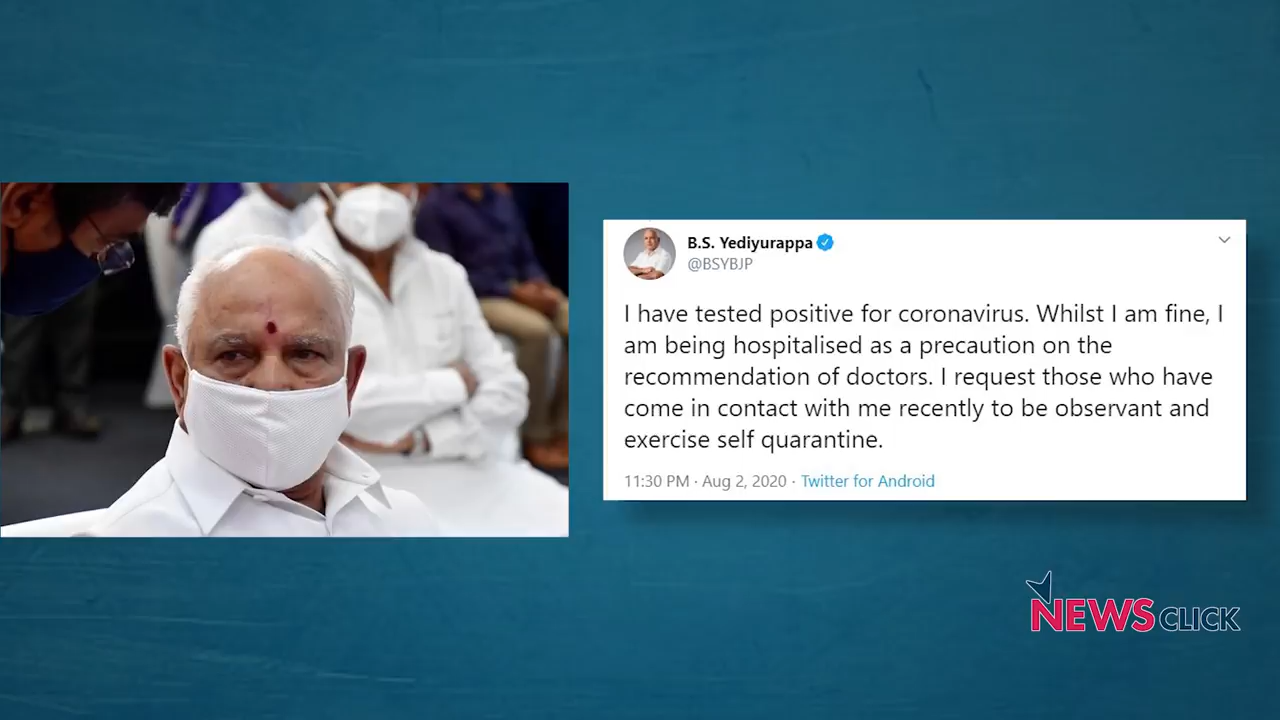 B.S. Yediyurappa
@BSYBJP
I have tested positive for coronavirus. Whilst I am fine, I
am being hospitalised as a precaution on the
recommendation of doctors. I request those who have
come in contact with me recently to be observant and
exercise self quarantine.
11:30 PM · Aug 2, 2020 · Twitter for Android
NEWSCLICK